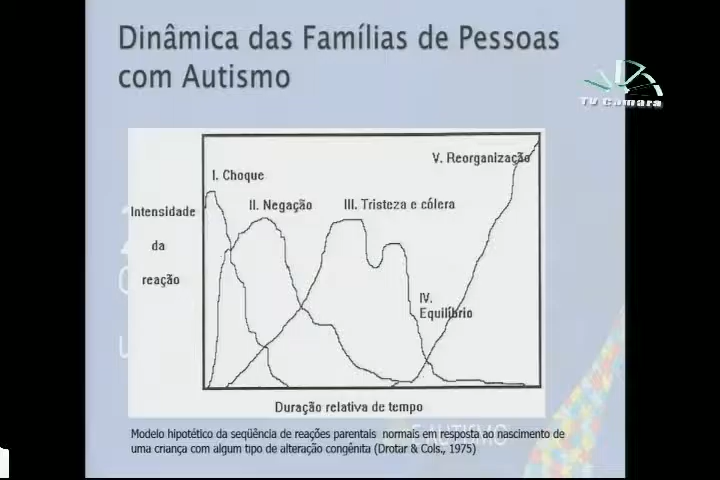 Dinâmica das Famílias de Pessoas
com Autismo
TV Camara
V. Reorganização
I. Choque
II. Negação
III. Tristeza e cólera
Intensidade
da
reação
IV.
Equilíbrio
Duração relativa de tempo
Modelo hipotético da seqüência de reações parentais normais em resposta ao nascimento de
uma criança com algum tipo de alteração congênita (Drotar & Cols., 1975)